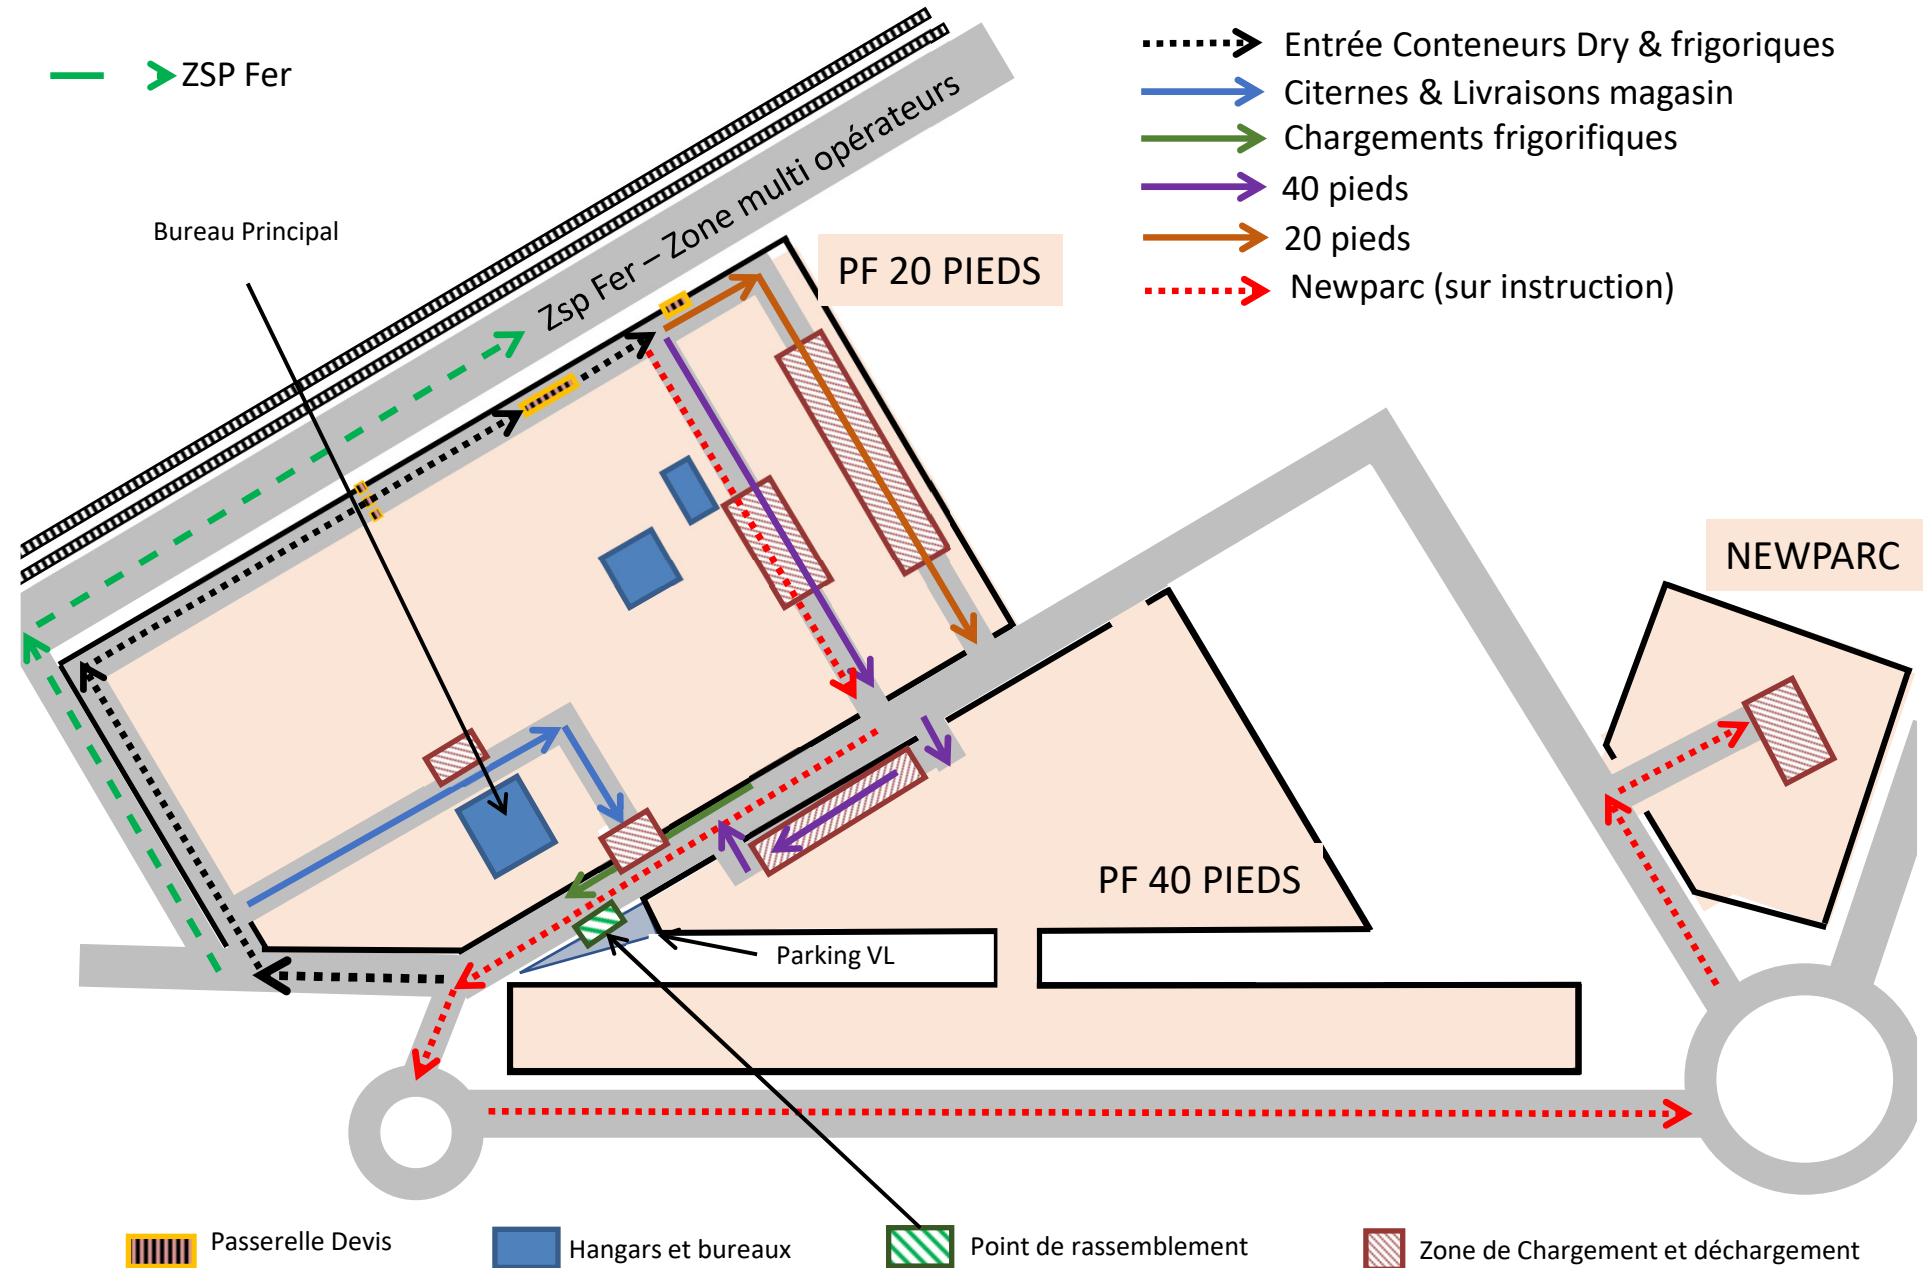 ZSP Fer
Entrée Conteneurs Dry & frigoriques
Citernes & Livraisons magasin
Chargements frigorifiques
40 pieds
20 pieds
Newparc (sur instruction)
Zsp Fer – Zone multi opérateurs
Bureau Principal
PF 20 PIEDS
NEWPARC
PF 40 PIEDS
Parking VL
Passerelle Devis
Hangars et bureaux
Point de rassemblement
Zone de Chargement et déchargement